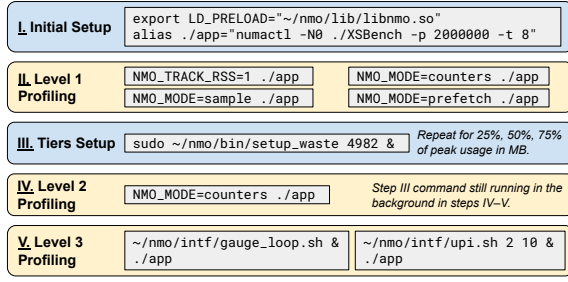 I. Initial Setup
export LD_PRELOAD="~/nmo/lib/libnmo.so"
alias ./app="numactl -N0 ./XSBench -p 2000000 -t 8"
II. Level 1
Profiling
NMO_TRACK_RSS=1 ./app
NMO_MODE=counters ./app
NMO_MODE=sample ./app
NMO_MODE=prefetch ./app
III. Tiers Setup
sudo ~/nmo/bin/setup_waste 4982 &
Repeat for 25%, 50%, 75%
of peak usage in MB.
IV. Level 2
Profiling
NMO_MODE=counters ./app
Step III command still running in the
background in steps IV–V.
V. Level 3
Profiling
~/nmo/intf/gauge_loop.sh &
./app
~/nmo/intf/upi.sh 2 10 &
./app